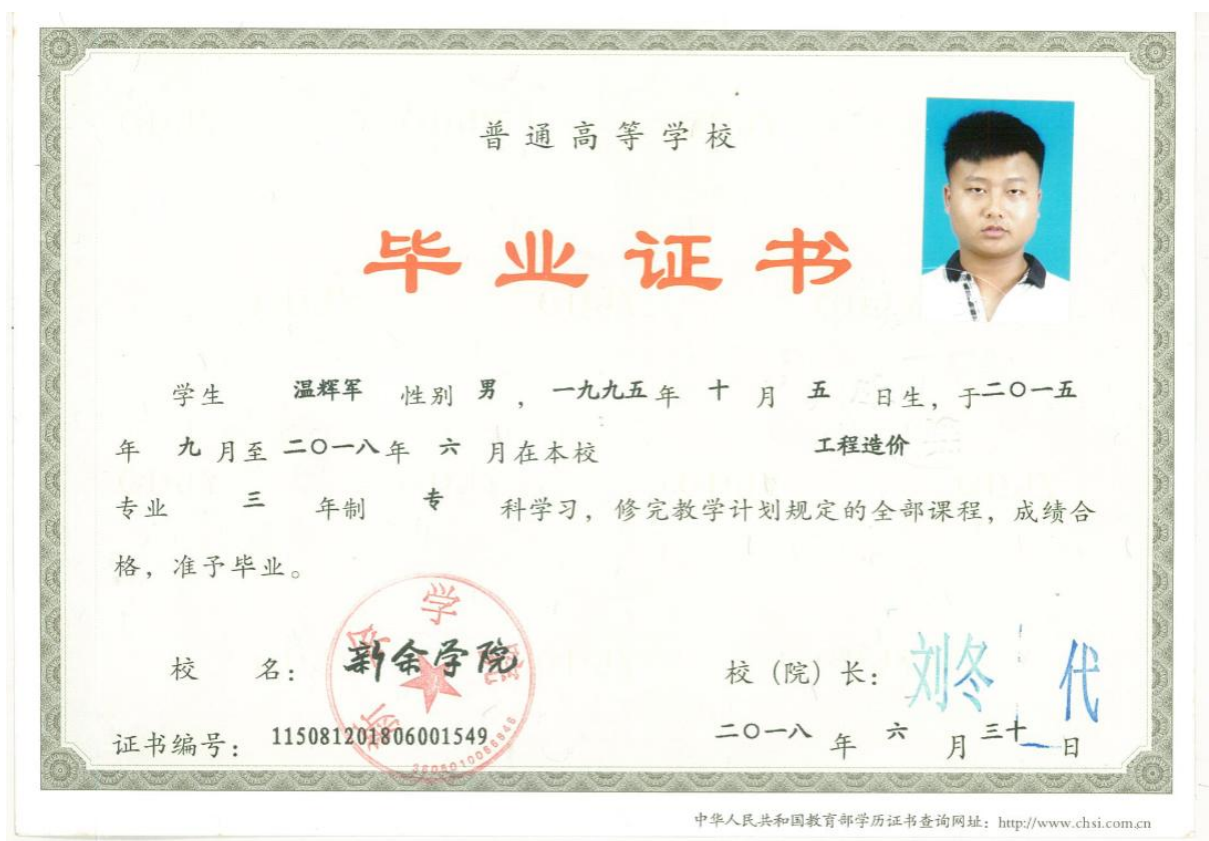 普通高等学校
毕业证书
学生 温辉军 性别 男 ，一九九五年 十 月 五 日生，于二〇一五
年 九 月至 二〇一八年 六 月在本校 工程造价
专业 三 年制 专 科学习，修完教学计划规定的全部课程，成绩合
格，准予毕业。
校 名： 新余学院
新余学院
校（院）长： 刘冬代
证书编号： 115081201806001549
二〇一八 年 六 月 三十 日
中华人民共和国教育部学历证书查询网址：http://www.chsi.com.cn